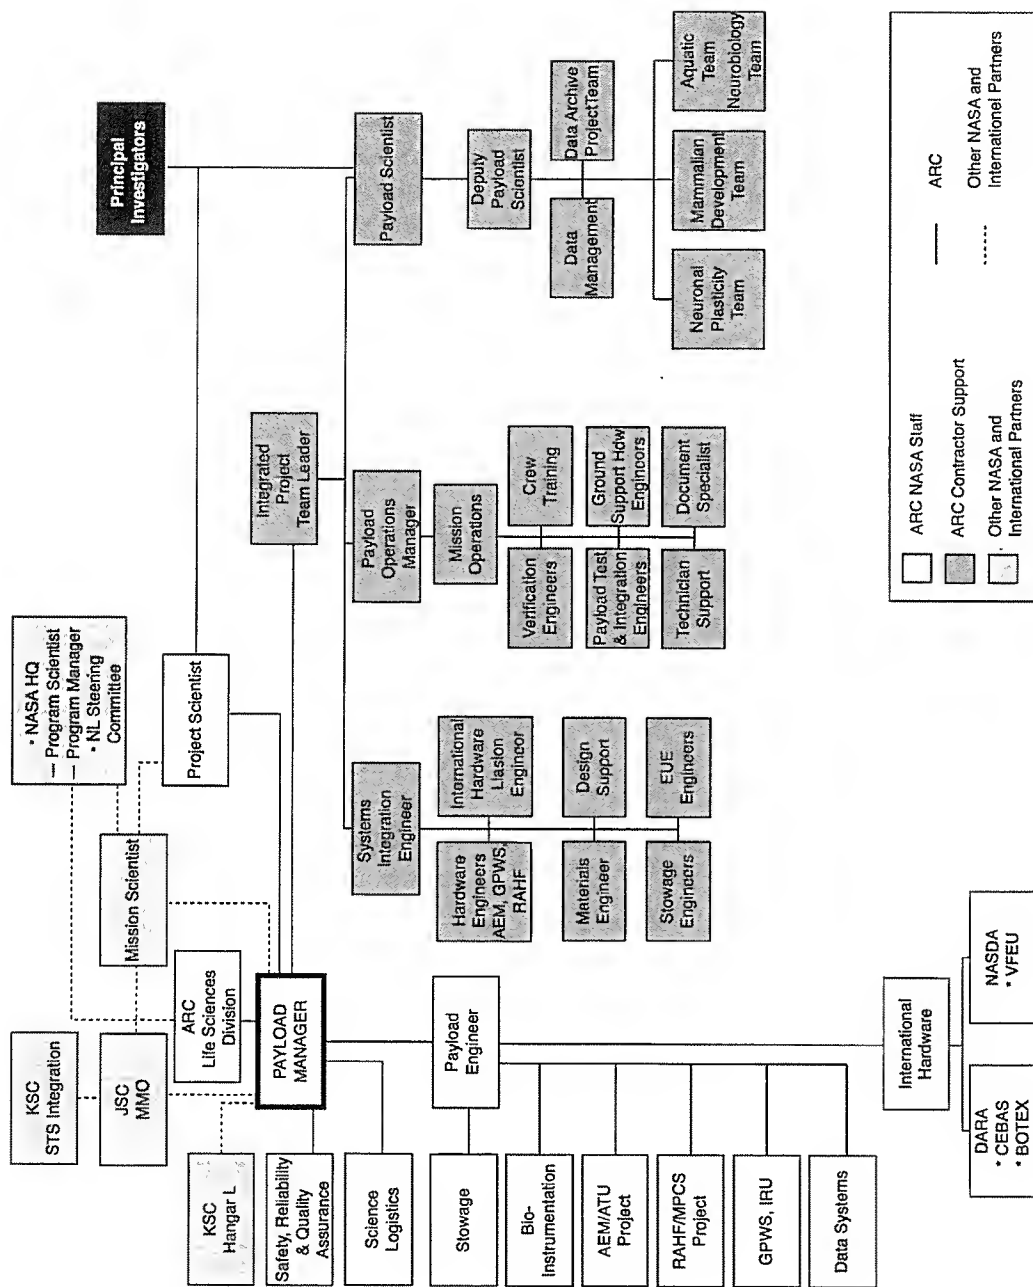 Principal
Investigators
• NASA HQ
— Program Scientist
— Program Manager
• NL Steering
Committee
KSC
STS Integration
JSC
MMO
Mission Scientist
Project Scientist
ARC
Life Sciences
Division
KSC
Hangar L
PAYLOAD
MANAGER
Integrated
Project
Team Leader
Safety, Reliability
& Quality
Assurance
Science
Logistics
Payload
Engineer
Stowage
Bio-
Instrumentation
AEM/ATU
Project
RAHF/MPCS
Project
GPWS, IRU
Data Systems
International
Hardware
DARA
* CEBAS
* BOTEX
NASDA
* VFEU
Systems
Integration
Engineer
Hardware
Engineers
AEM, GPWS,
RAHF
International
Hardware
Liasion
Engineor
Materials
Engineer
Design
Support
Stowage
Engineers
EUE
Engineers
Payload
Operations
Manager
Mission
Operations
Verification
Engineers
Crew
Training
Payload Test
& Integration
Engineers
Ground
Support Hdw
Enginoors
Technician
Support
Document
Specialist
Payload Scientist
Deputy
Payload
Scientist
Data
Management
Data Archive
ProjectTeam
Neuronal
Plasticity
Team
Mammalian
Development
Team
Aquatic
Team
Neurobiology
Team
ARC NASA Staff
ARC Contractor Support
Other NASA and
International Partners
ARC
Other NASA and
Internationel Partners